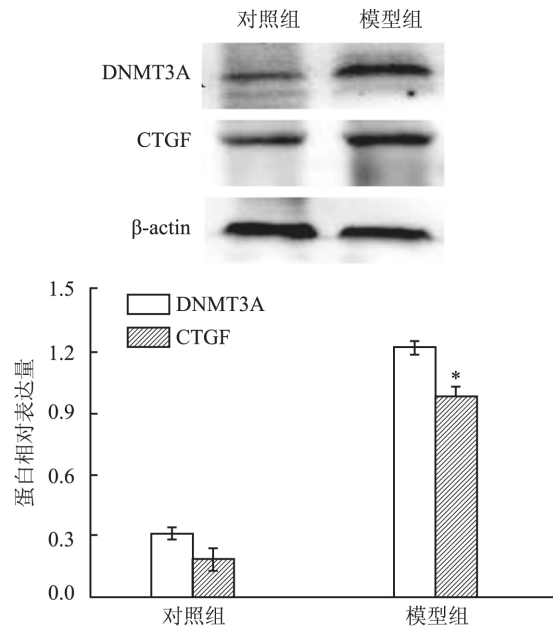 对照组 模型组
DNMT3A
CTGF
β-actin
1.5
DNMT3A
CTGF
1.2
*
0.9
0.6
0.3
0.0
蛋白相对表达量
对照组 模型组